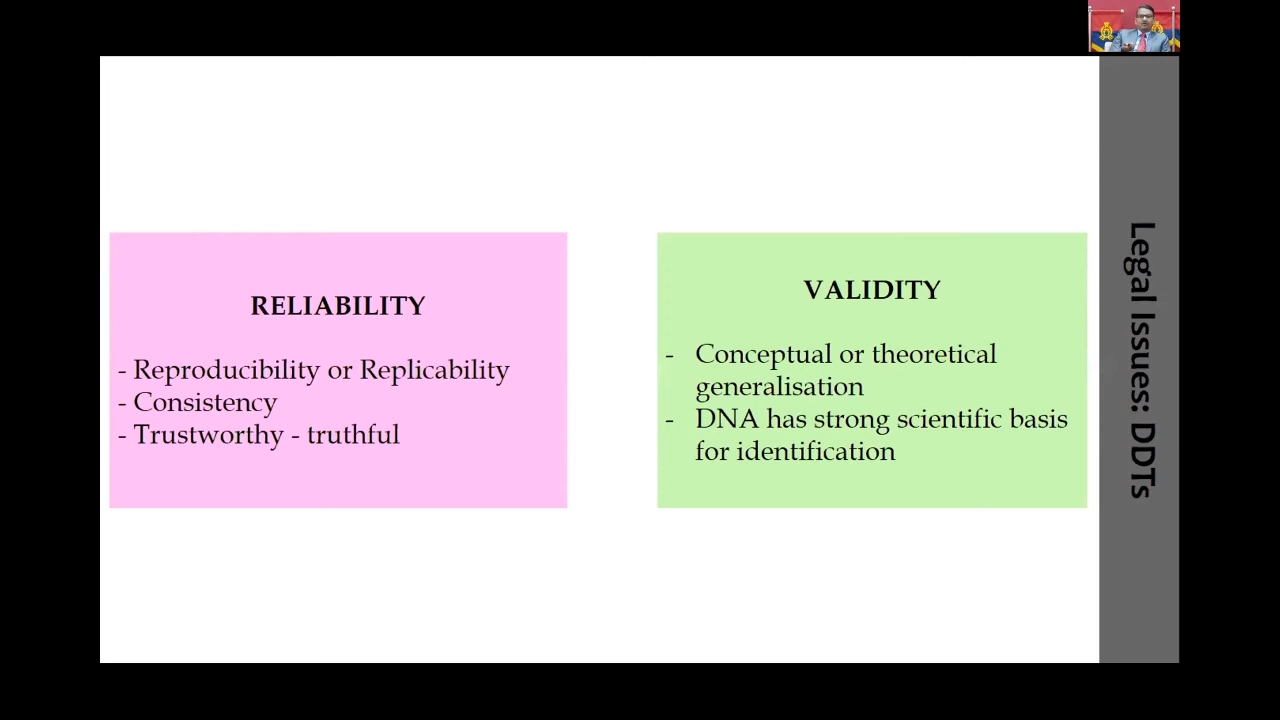 RELIABILITY
- Reproducibility or Replicability
- Consistency
- Trustworthy - truthful
VALIDITY
- Conceptual or theoretical
generalisation
- DNA has strong scientific basis
for identification
Legal Issues: DDTs